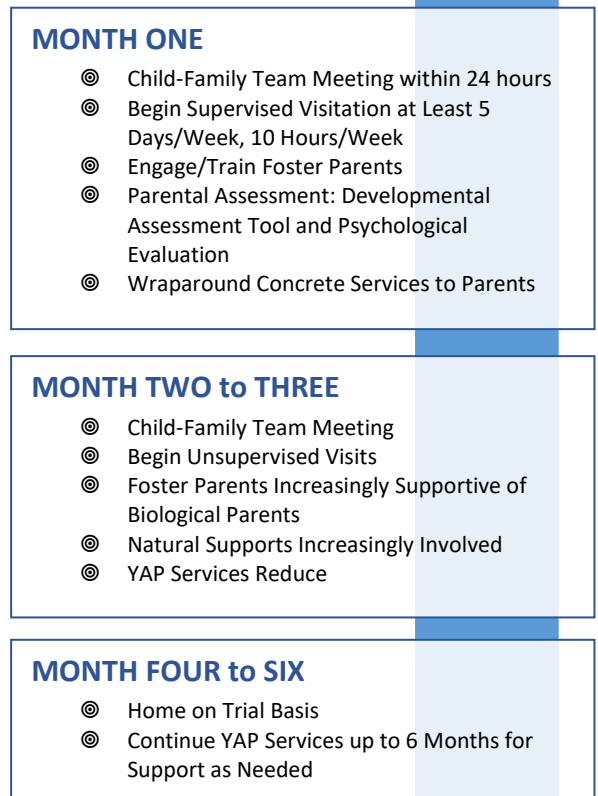 MONTH ONE
◎ Child-Family Team Meeting within 24 hours
◎ Begin Supervised Visitation at Least 5
Days/Week, 10 Hours/Week
◎ Engage/Train Foster Parents
◎ Parental Assessment: Developmental
Assessment Tool and Psychological
Evaluation
◎ Wraparound Concrete Services to Parents
MONTH TWO to THREE
◎ Child-Family Team Meeting
◎ Begin Unsupervised Visits
◎ Foster Parents Increasingly Supportive of
Biological Parents
◎ Natural Supports Increasingly Involved
◎ YAP Services Reduce
MONTH FOUR to SIX
◎ Home on Trial Basis
◎ Continue YAP Services up to 6 Months for
Support as Needed